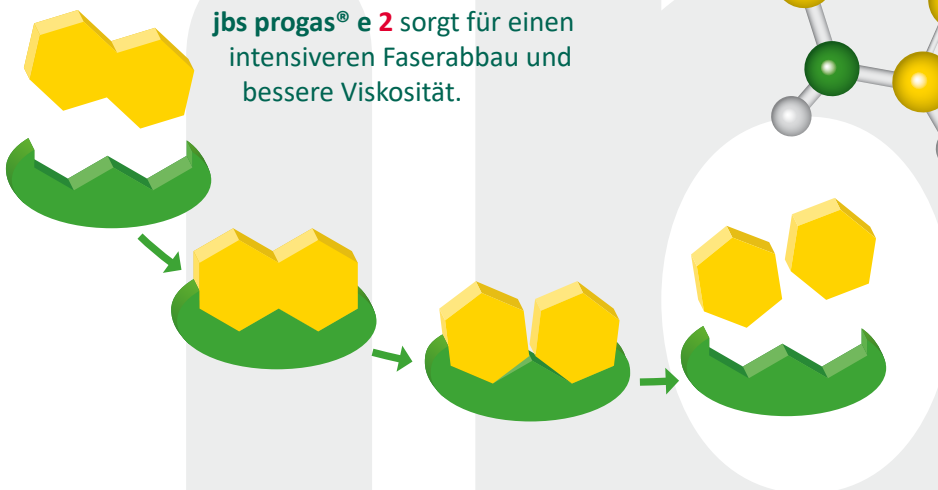 jbs progas® e 2 sorgt für einen
intensiveren Faserabbau und
bessere Viskosität.